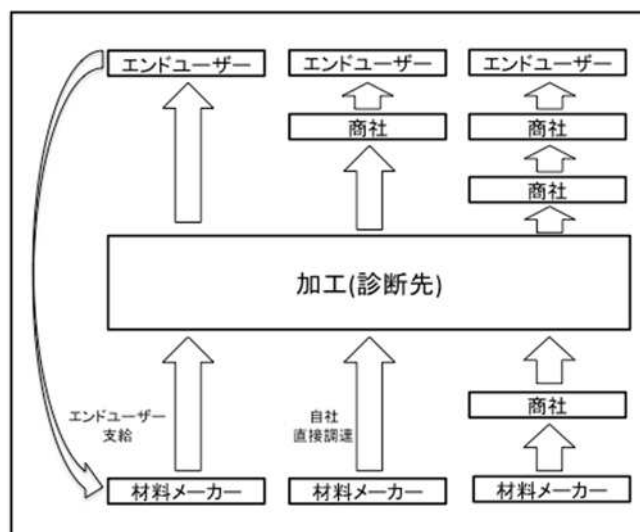 エンドユーザー
エンドユーザー
エンドユーザー
商社
商社
商社
加工(診断先)
エンドユーザー
支給
自社
直接調達
商社
材料メーカー
材料メーカー
材料メーカー